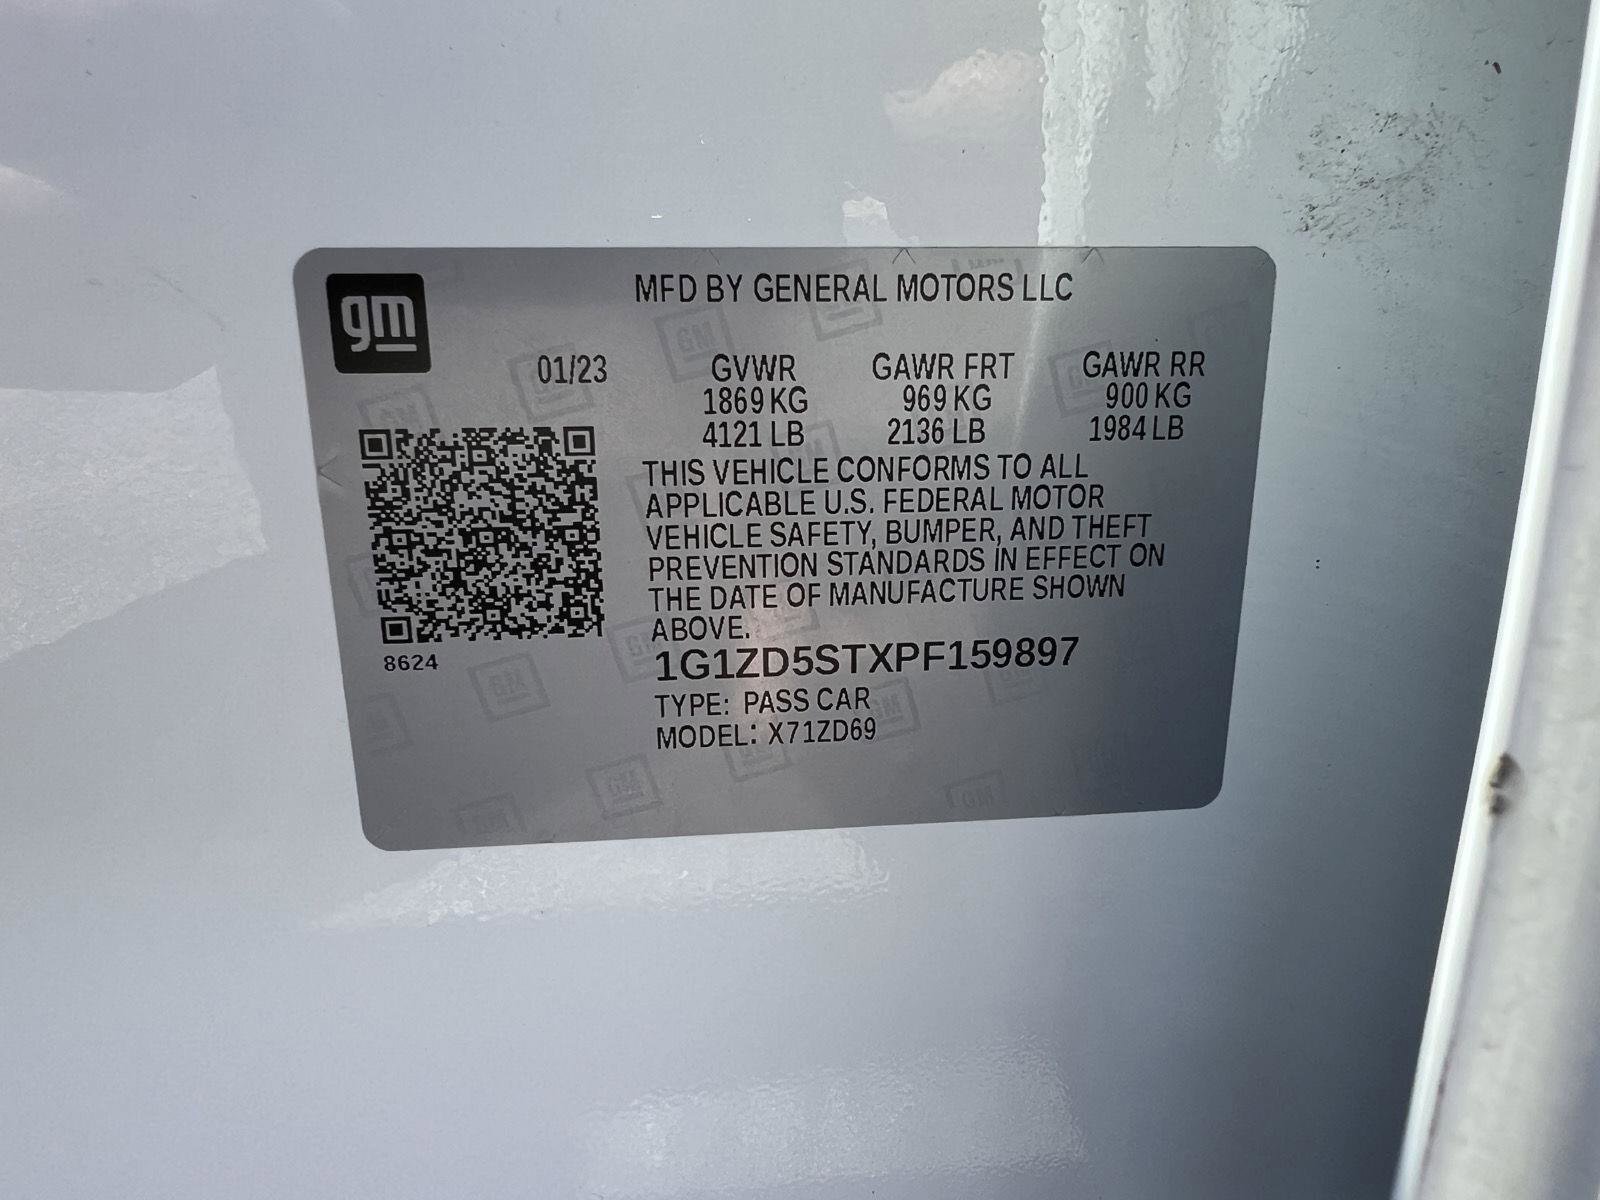 gm
MFD BY GENERAL MOTORS LLC
01/23 GVWR GAWR FRT GAWR RR
1869 KG 969 KG 900 KG
4121 LB 2136 LB 1984 LB
THIS VEHICLE CONFORMS TO ALL
APPLICABLE U.S. FEDERAL MOTOR
VEHICLE SAFETY, BUMPER, AND THEFT
PREVENTION STANDARDS IN EFFECT ON
THE DATE OF MANUFACTURE SHOWN
ABOVE.
8624
1G1ZD5STXPF159897
TYPE: PASS CAR
MODEL: X71ZD69